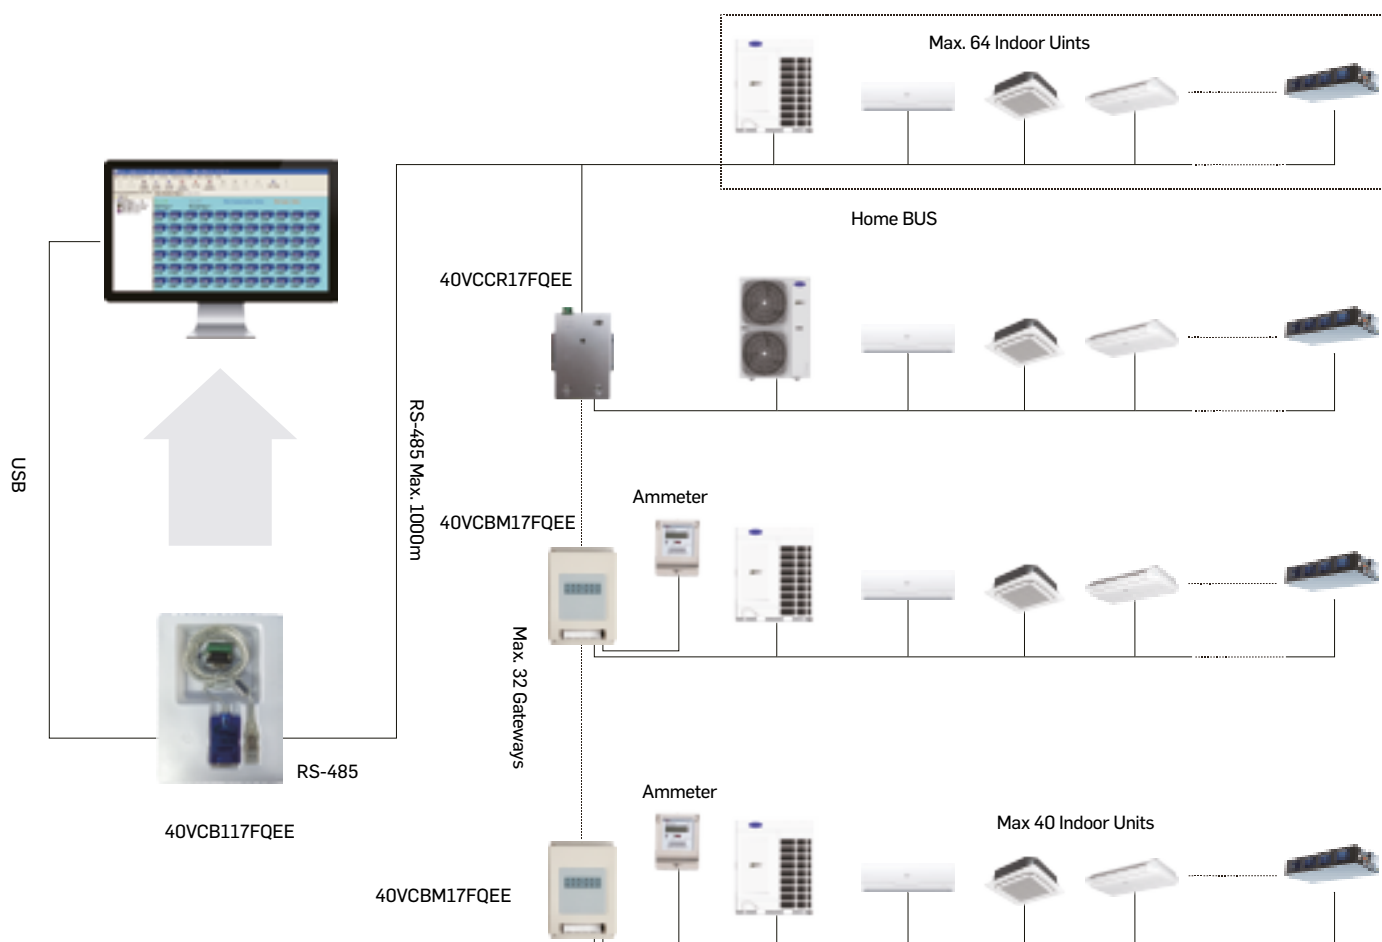 Max. 64 Indoor Uints
Home BUS
40VCCR17FQEE
RS-485 Max. 1000m
USB
Ammeter
40VCBM17FQEE
Max. 32 Gateways
RS-485
40VCB117FQEE
Ammeter
Max 40 Indoor Units
40VCBM17FQEE